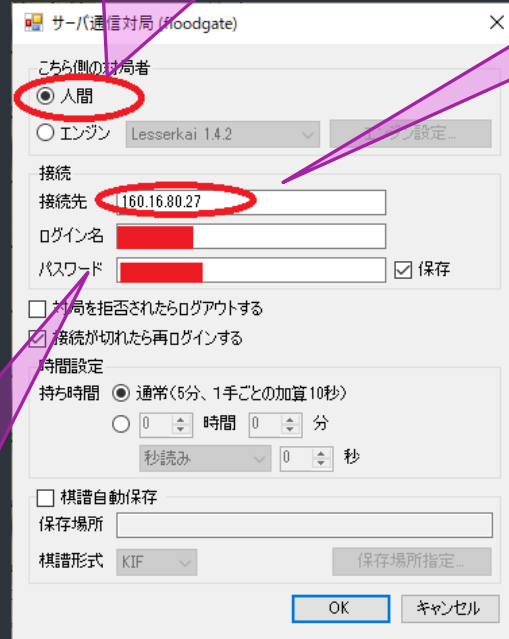 サーバ通信対局 (floodgate)
こちら側の対局者
人間
エンジン Lesserkai 1.4.2 エンジン設定...
接続
接続先 160.16.80.27
ログイン名
パスワード 保存
対局を拒否されたらログアウトする
接続が切れたら再ログインする
時間設定
持ち時間 通常(5分、1手ごとの加算10秒)
0 時間 0 分
秒読み 0 秒
棋譜自動保存
保存場所
棋譜形式 KIF 保存場所指定...
OK キャンセル